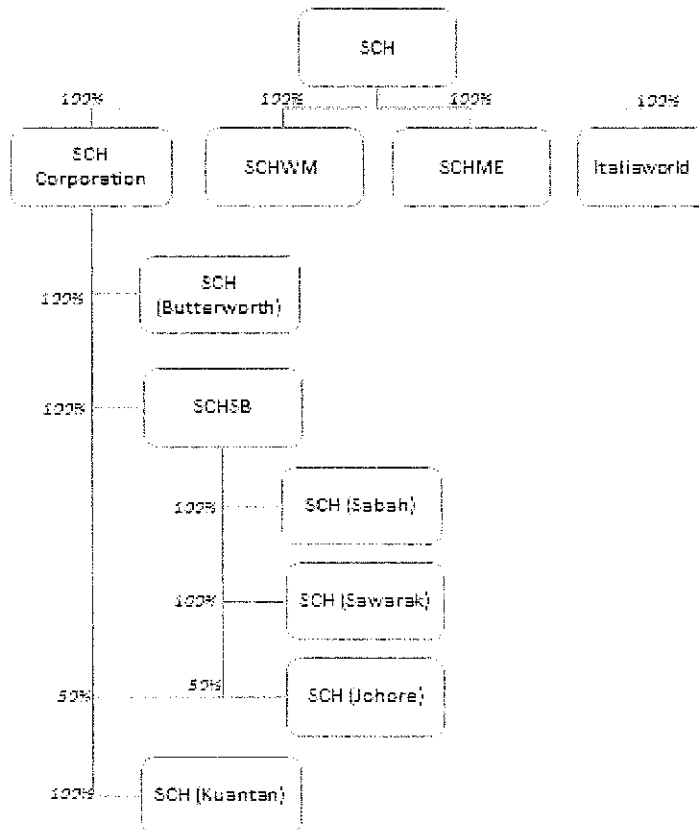 SCH
100%
100%
100%
100%
SCH
Corporation
SCHWM
SCHME
Italiaworld
100%
SCH
(Butterworth)
100%
SCHSB
100%
SCH (Sabah)
100%
SCH (Sawarak)
50%
50%
SCH (Johore)
100%
SCH (Kuantan)